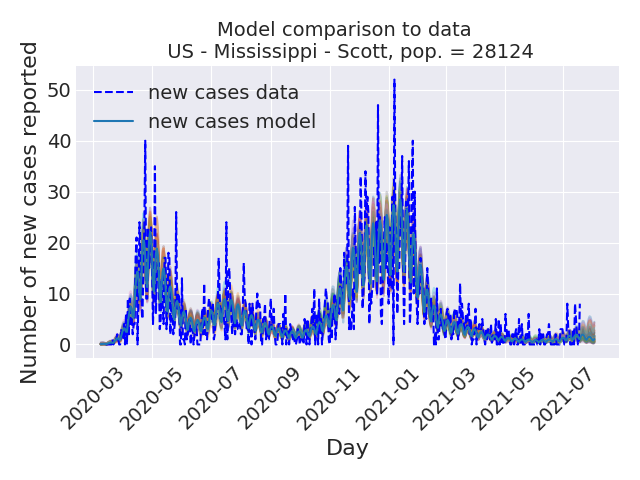 Model comparison to data
US - Mississippi - Scott, pop. = 28124
Number of new cases reported
50
40
30
20
10
0
new cases data
new cases model
2020-03
2020-05
2020-07
2020-09
2020-11
2021-01
2021-03
2021-05
2021-07
Day